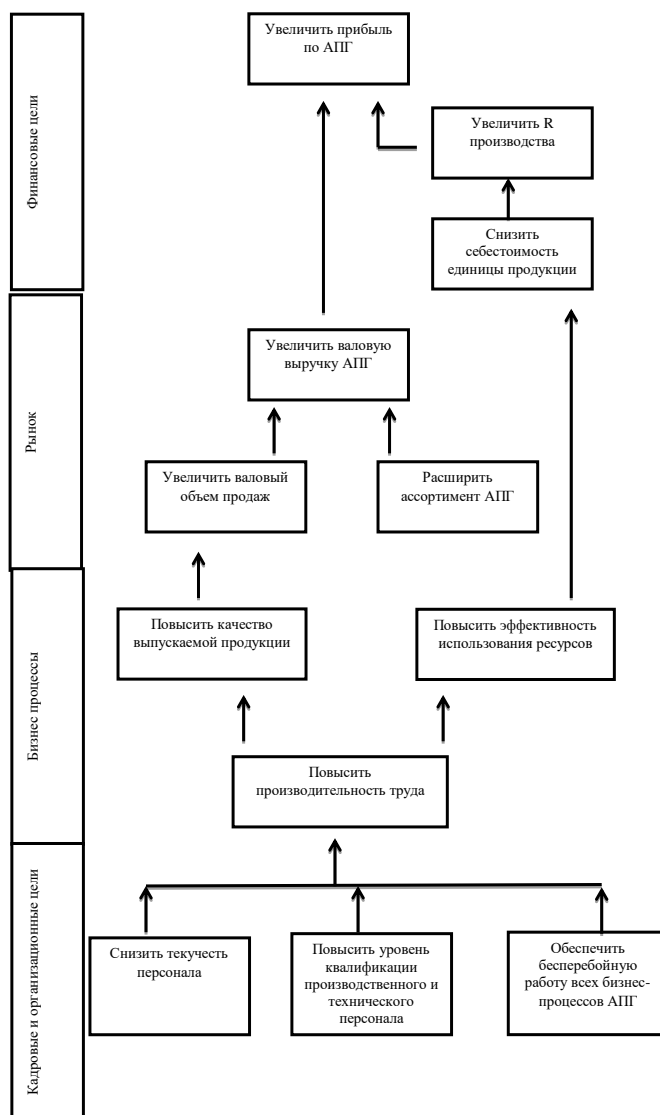 Финансовые цели
Увеличить прибыль
по АПГ
Увеличить R
производства
Снизить
себестоимость
единицы продукции
Рынок
Увеличить валовую
выручку АПГ
Увеличить валовый
объем продаж
Расширить
ассортимент АПГ
Бизнес процессы
Повысить качество
выпускаемой продукции
Повысить эффективность
использования ресурсов
Повысить
производительность труда
Кадровые и организационные цели
Снизить текучесть
персонала
Повысить уровень
квалификации
производственного и
технического
персонала
Обеспечить
бесперебойную
работу всех бизнес-
процессов АПГ